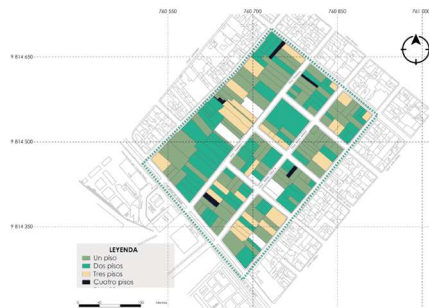 760 550
760 700
760 850
761 000
9 814 650
9 814 500
9 814 350
LEYENDA
Un piso
Dos pisos
Tres pisos
Cuatro pisos